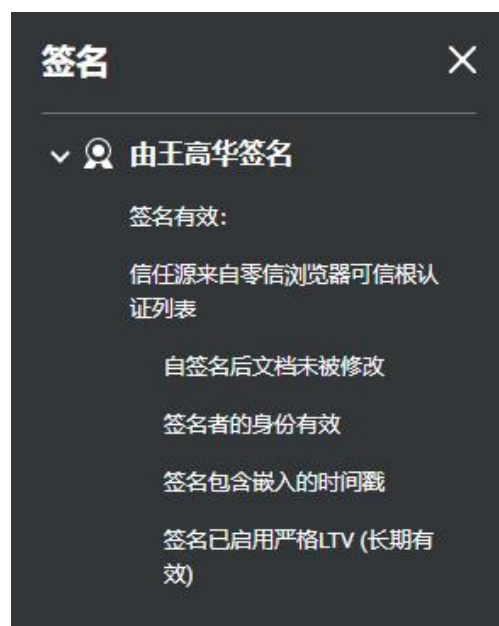 签名
由王高华签名
签名有效:
信任源来自零信浏览器可信根认
证列表
自签名后文档未被修改
签名者的身份有效
签名包含嵌入的时间戳
签名已启用严格LTV (长期有
效)